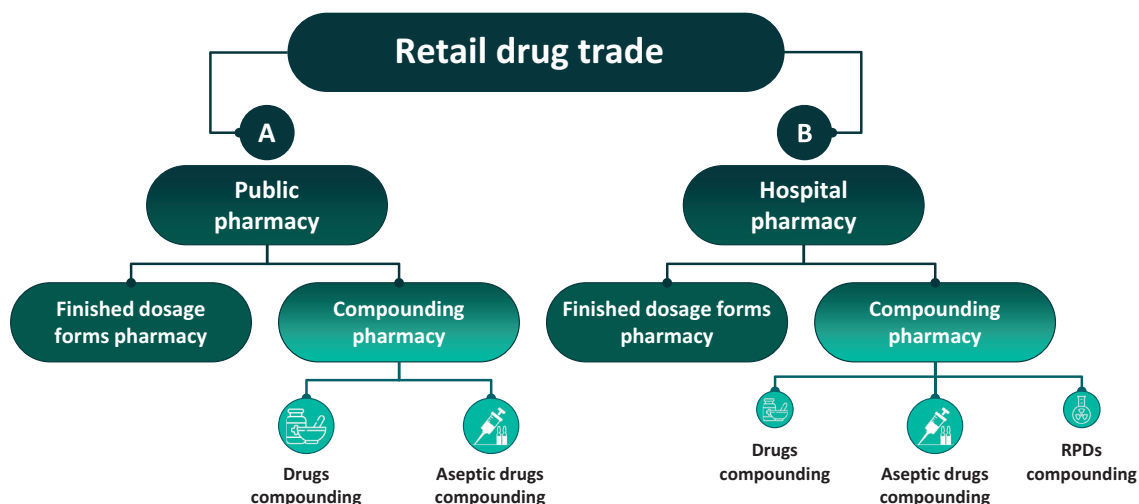 Retail drug trade
A
B
Public
pharmacy
Hospital
pharmacy
Finished dosage
forms pharmacy
Compounding
pharmacy
Finished dosage forms
pharmacy
Compounding
pharmacy
Drugs
compounding
Aseptic drugs
compounding
Drugs
compounding
Aseptic drugs
compounding
RPDs
compounding